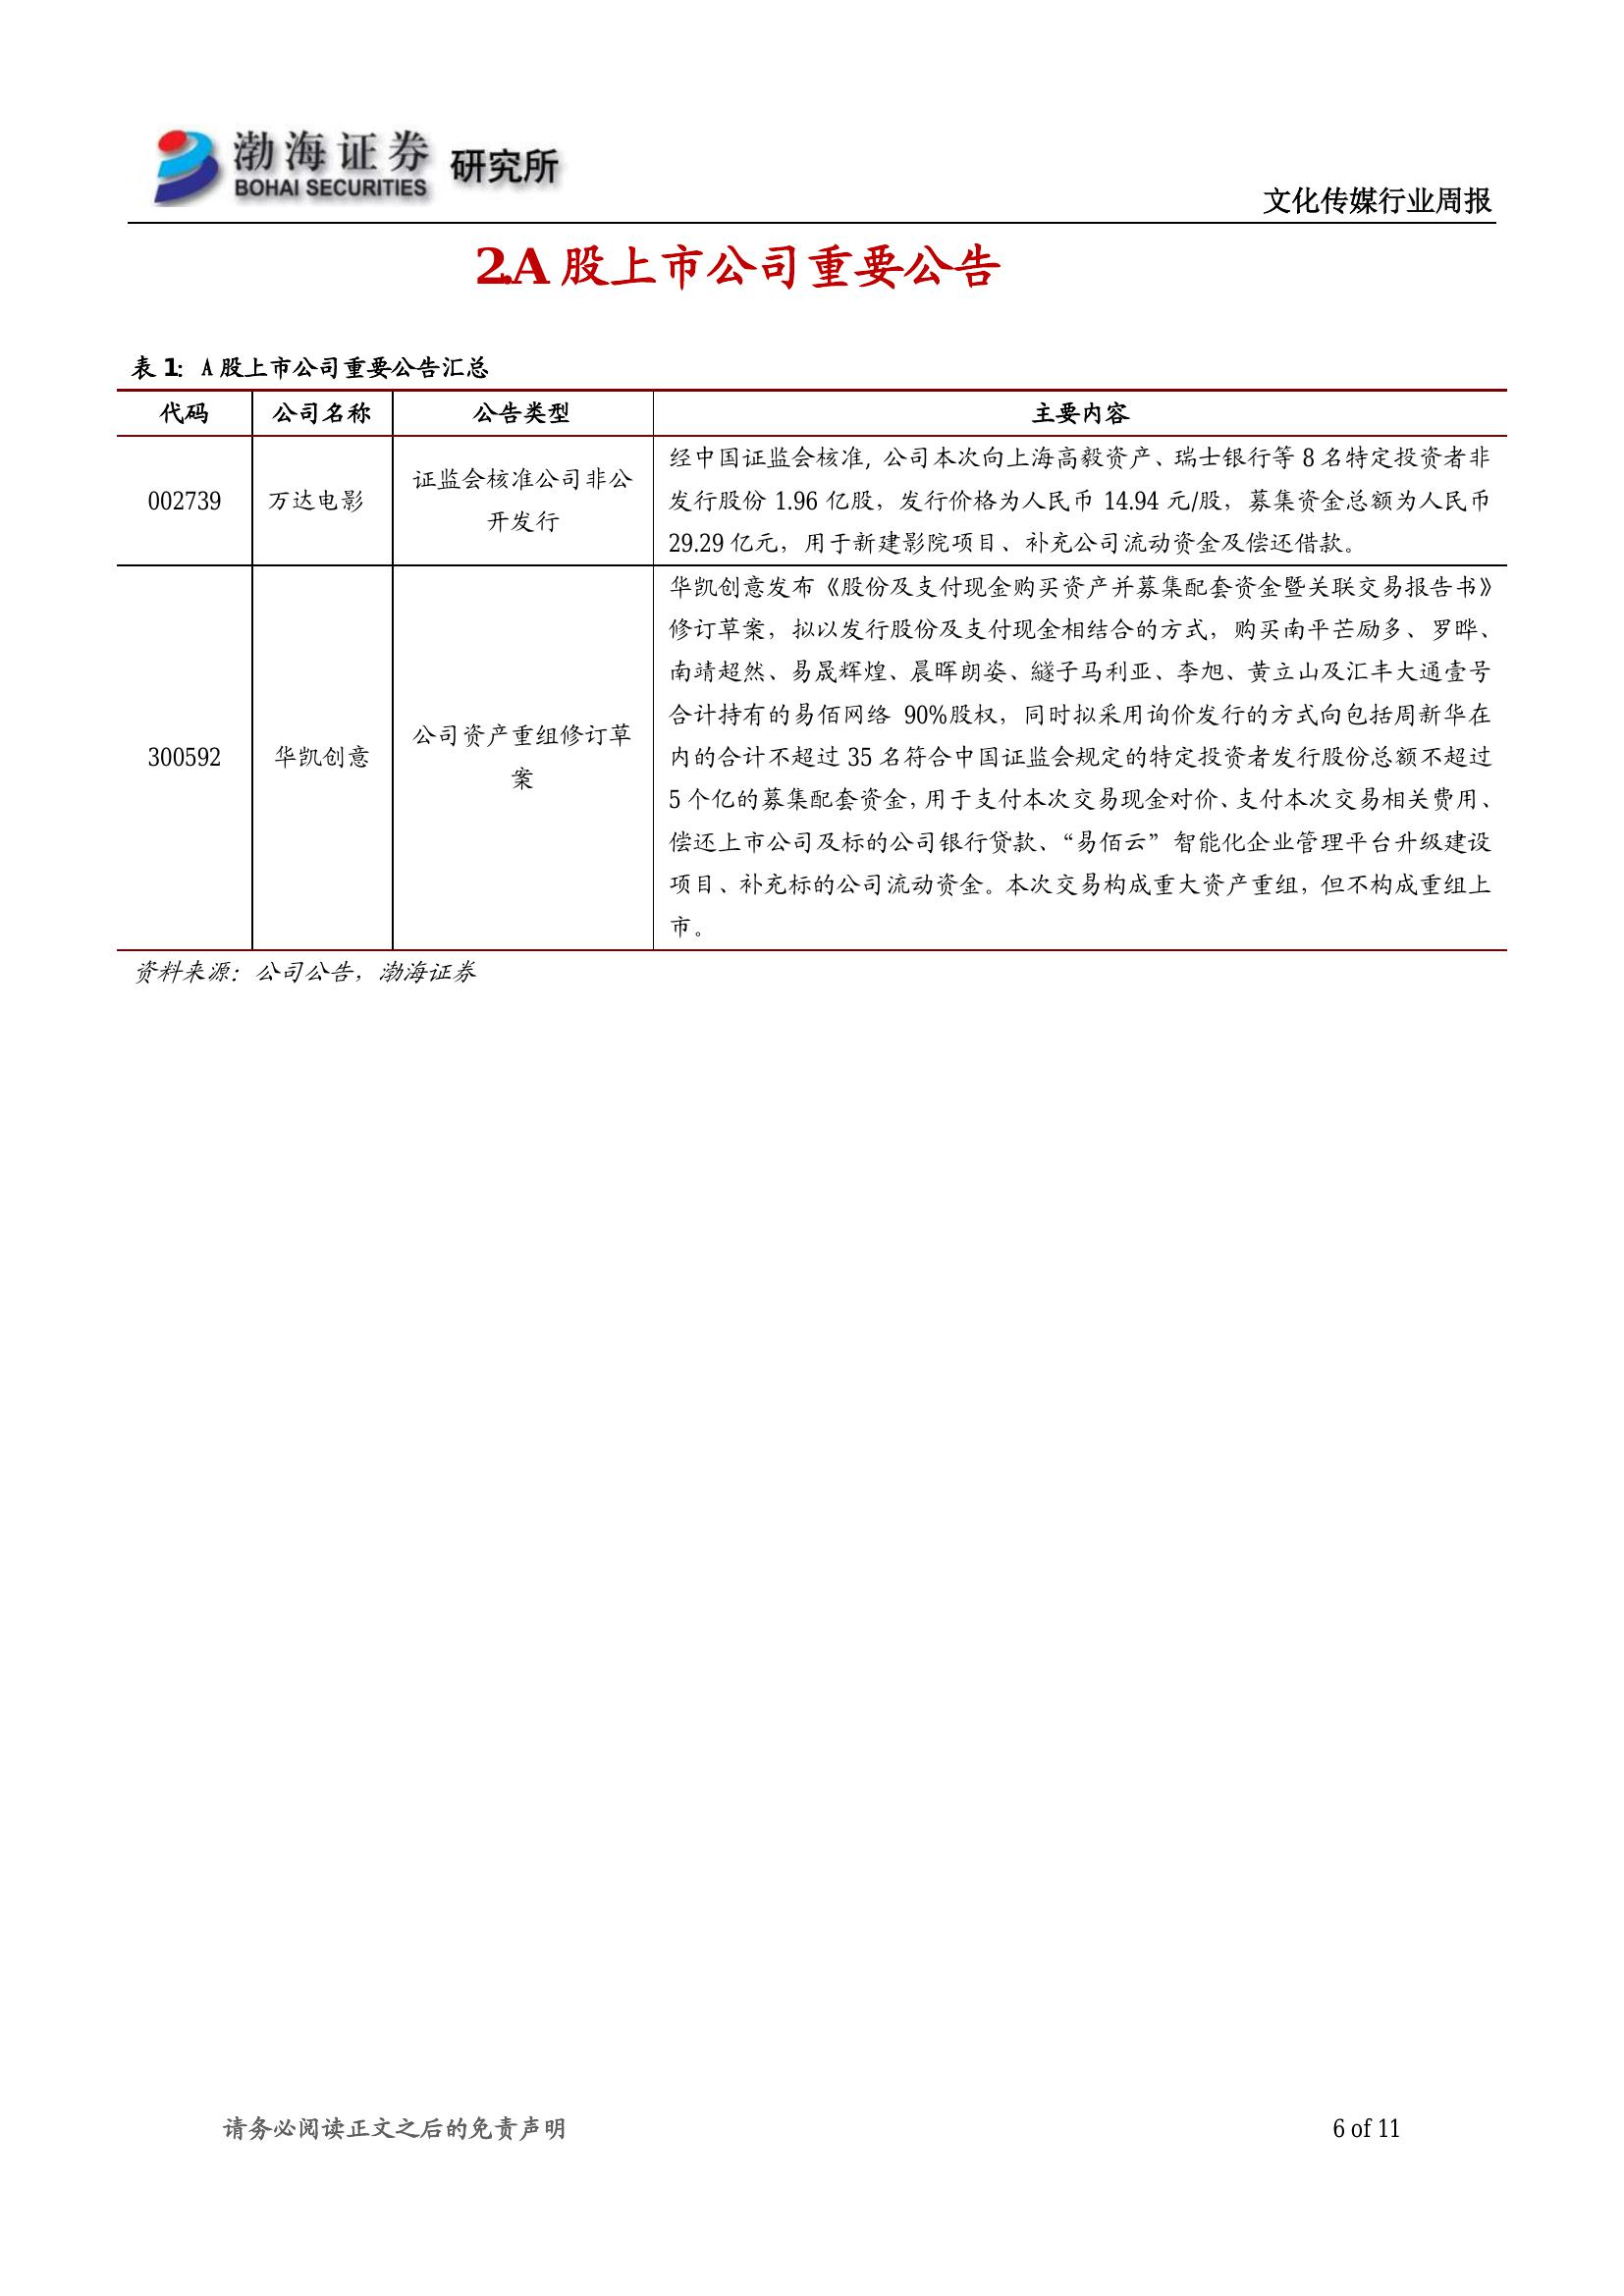 渤海证券 研究所
BOHAI SECURITIES
文化传媒行业周报
2.A 股上市公司重要公告
表 1: A 股上市公司重要公告汇总
代码 公司名称 公告类型 主要内容
002739 万达电影 证监会核准公司非公
开发行
经中国证监会核准, 公司本次向上海高毅资产、瑞士银行等 8 名特定投资者非
发行股份 1.96 亿股，发行价格为人民币 14.94 元/股，募集资金总额为人民币
29.29 亿元，用于新建影院项目、补充公司流动资金及偿还借款。
300592 华凯创意 公司资产重组修订草
案
华凯创意发布《股份及支付现金购买资产并募集配套资金暨关联交易报告书》
修订草案，拟以发行股份及支付现金相结合的方式，购买南平芒励多、罗晔、
南靖超然、易晟辉煌、晨晖朗姿、繸子马利亚、李旭、黄立山及汇丰大通壹号
合计持有的易佰网络 90%股权，同时拟采用询价发行的方式向包括周新华在
内的合计不超过 35 名符合中国证监会规定的特定投资者发行股份总额不超过
5 个亿的募集配套资金，用于支付本次交易现金对价、支付本次交易相关费用、
偿还上市公司及标的公司银行贷款、“易佰云”智能化企业管理平台升级建设
项目、补充标的公司流动资金。本次交易构成重大资产重组，但不构成重组上
市。
资料来源：公司公告，渤海证券
请务必阅读正文之后的免责声明
6 of 11